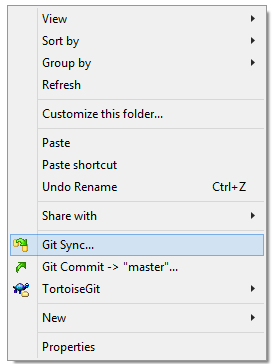 View
Sort by
Group by
Refresh
Customize this folder...
Paste
Paste shortcut
Undo Rename Ctrl+Z
Share with
Git Sync...
Git Commit -> "master"...
TortoiseGit
New
Properties